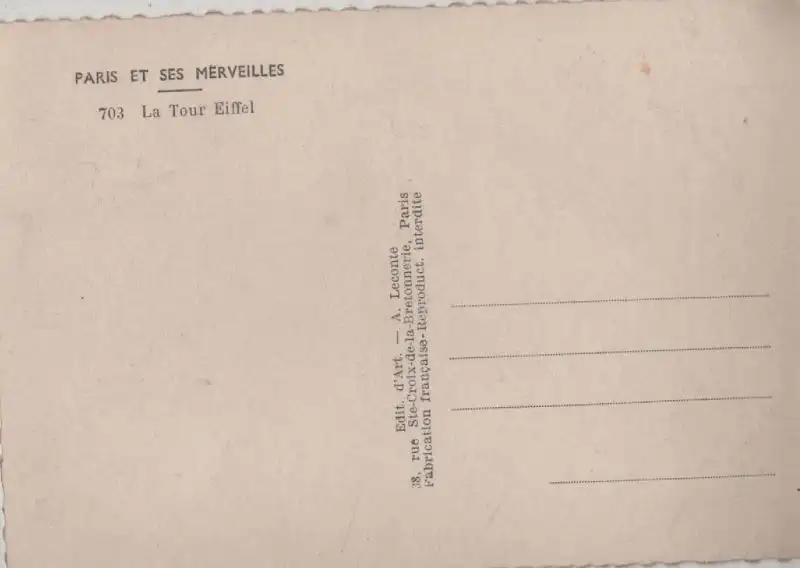 PARIS ET SES MERVEILLES
703 La Tour Eiffel
Edit. d'Art. — A. Leconte
38, rue Ste-Croix-de-la-Bretonnerie, Paris
Fabrication française-Reproduct. interdite